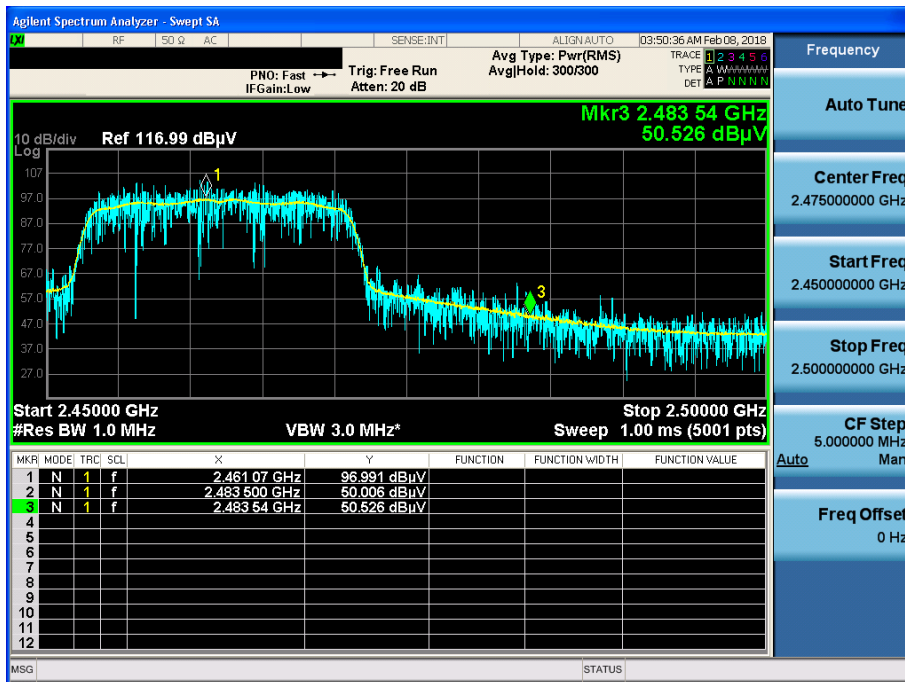 Agilent Spectrum Analyzer - Swept SA
LXI RF 50 Ω AC SENSE:INT ALIGN AUTO 03:50:36 AM Feb 08, 2018
PNO: Fast Trig: Free Run Avg Type: Pwr(RMS) TRACE 1 2 3 4 5 6
IFGain:Low Atten: 20 dB Avg|Hold: 300/300 TYPE A WWWWW
DET A P N N N N
Mkr3 2.483 54 GHz
50.526 dBµV
10 dB/div Ref 116.99 dBµV
Log
107
97.0
87.0
77.0
67.0
57.0
47.0
37.0
27.0
1
3
Start 2.45000 GHz Stop 2.50000 GHz
#Res BW 1.0 MHz VBW 3.0 MHz* Sweep 1.00 ms (5001 pts)
MKR MODE TRC SCL X Y FUNCTION FUNCTION WIDTH FUNCTION VALUE
1 N 1 f 2.461 07 GHz 96.991 dBµV
2 N 1 f 2.483 500 GHz 50.006 dBµV
3 N 1 f 2.483 54 GHz 50.526 dBµV
4
5
6
7
8
9
10
11
12
MSG STATUS
Frequency
Auto Tune
Center Freq
2.475000000 GHz
Start Freq
2.450000000 GHz
Stop Freq
2.500000000 GHz
CF Step
5.000000 MHz
Auto Man
Freq Offset
0 Hz